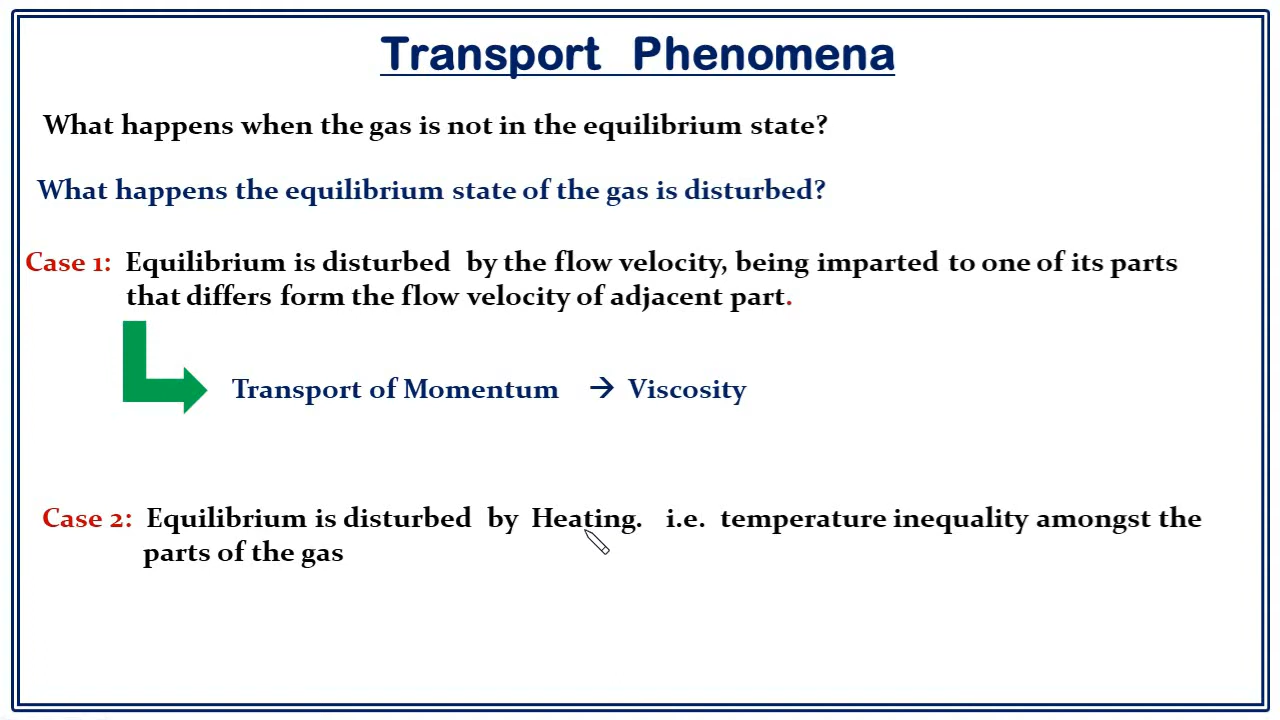 Transport Phenomena
What happens when the gas is not in the equilibrium state?
What happens the equilibrium state of the gas is disturbed?
Case 1: Equilibrium is disturbed by the flow velocity, being imparted to one of its parts
that differs form the flow velocity of adjacent part.
Transport of Momentum → Viscosity
Case 2: Equilibrium is disturbed by Heating. i.e. temperature inequality amongst the
parts of the gas